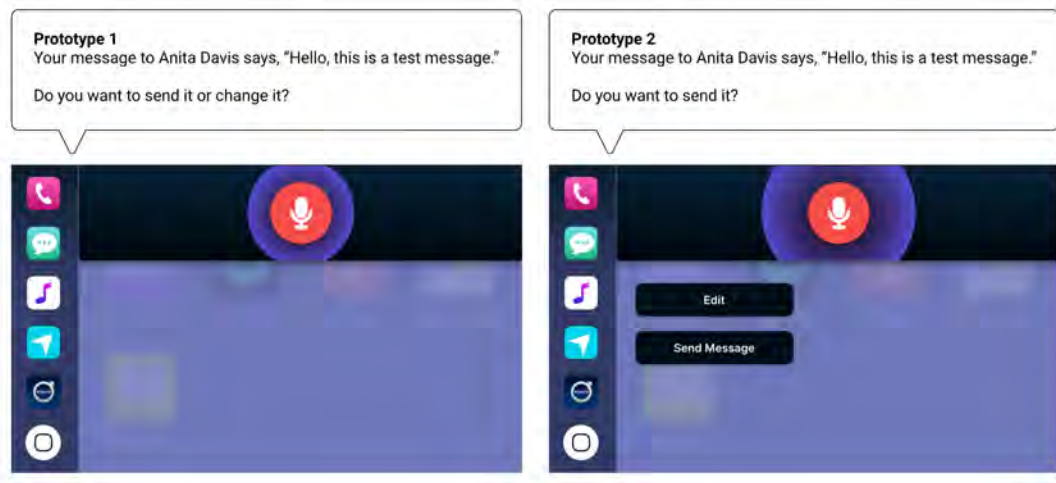 Prototype 1
Your message to Anita Davis says, “Hello, this is a test message.”
Do you want to send it or change it?
Prototype 2
Your message to Anita Davis says, “Hello, this is a test message.”
Do you want to send it?
Edit
Send Message